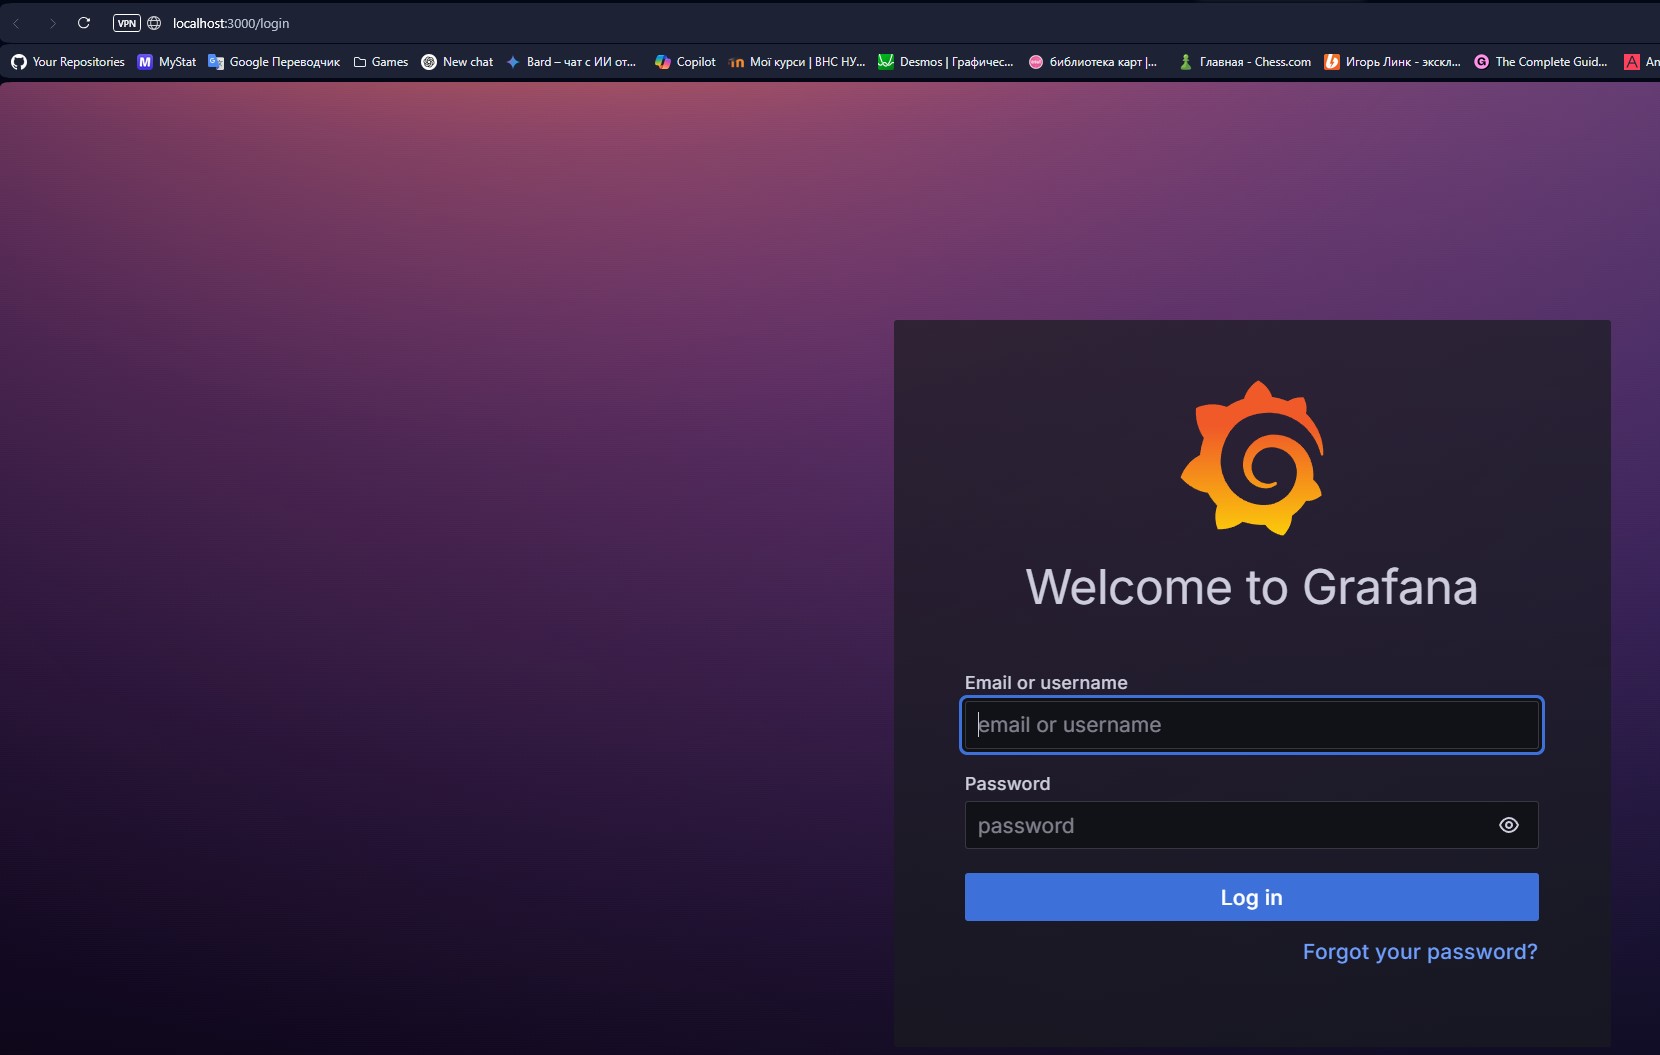 VPN localhost:3000/login
Your Repositories MyStat Google Переводчик Games New chat Bard – чат с ИИ от... Copilot Мої курси | ВНС НУ... Desmos | Графичес... библиотека карт |... Главная - Chess.com Игорь Линк - экскл... The Complete Guid... An
Welcome to Grafana
Email or username
email or username
Password
password
Log in
Forgot your password?